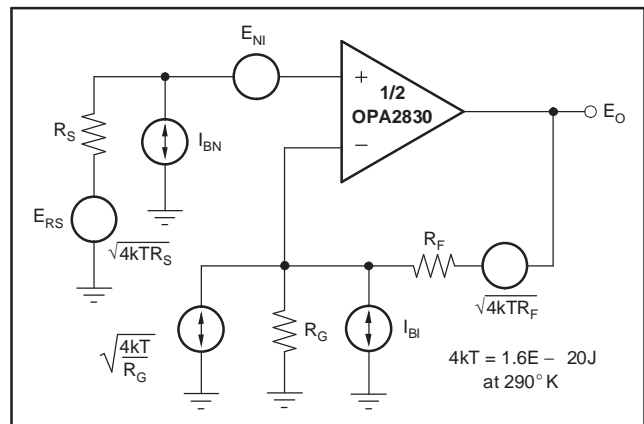 E_NI
1/2
OPA2830
+
−
E_O
R_S
I_BN
E_RS
√4kTR_S
R_F
√4kTR_F
√4kT/R_G
R_G
I_BI
4kT = 1.6E − 20J
at 290°K